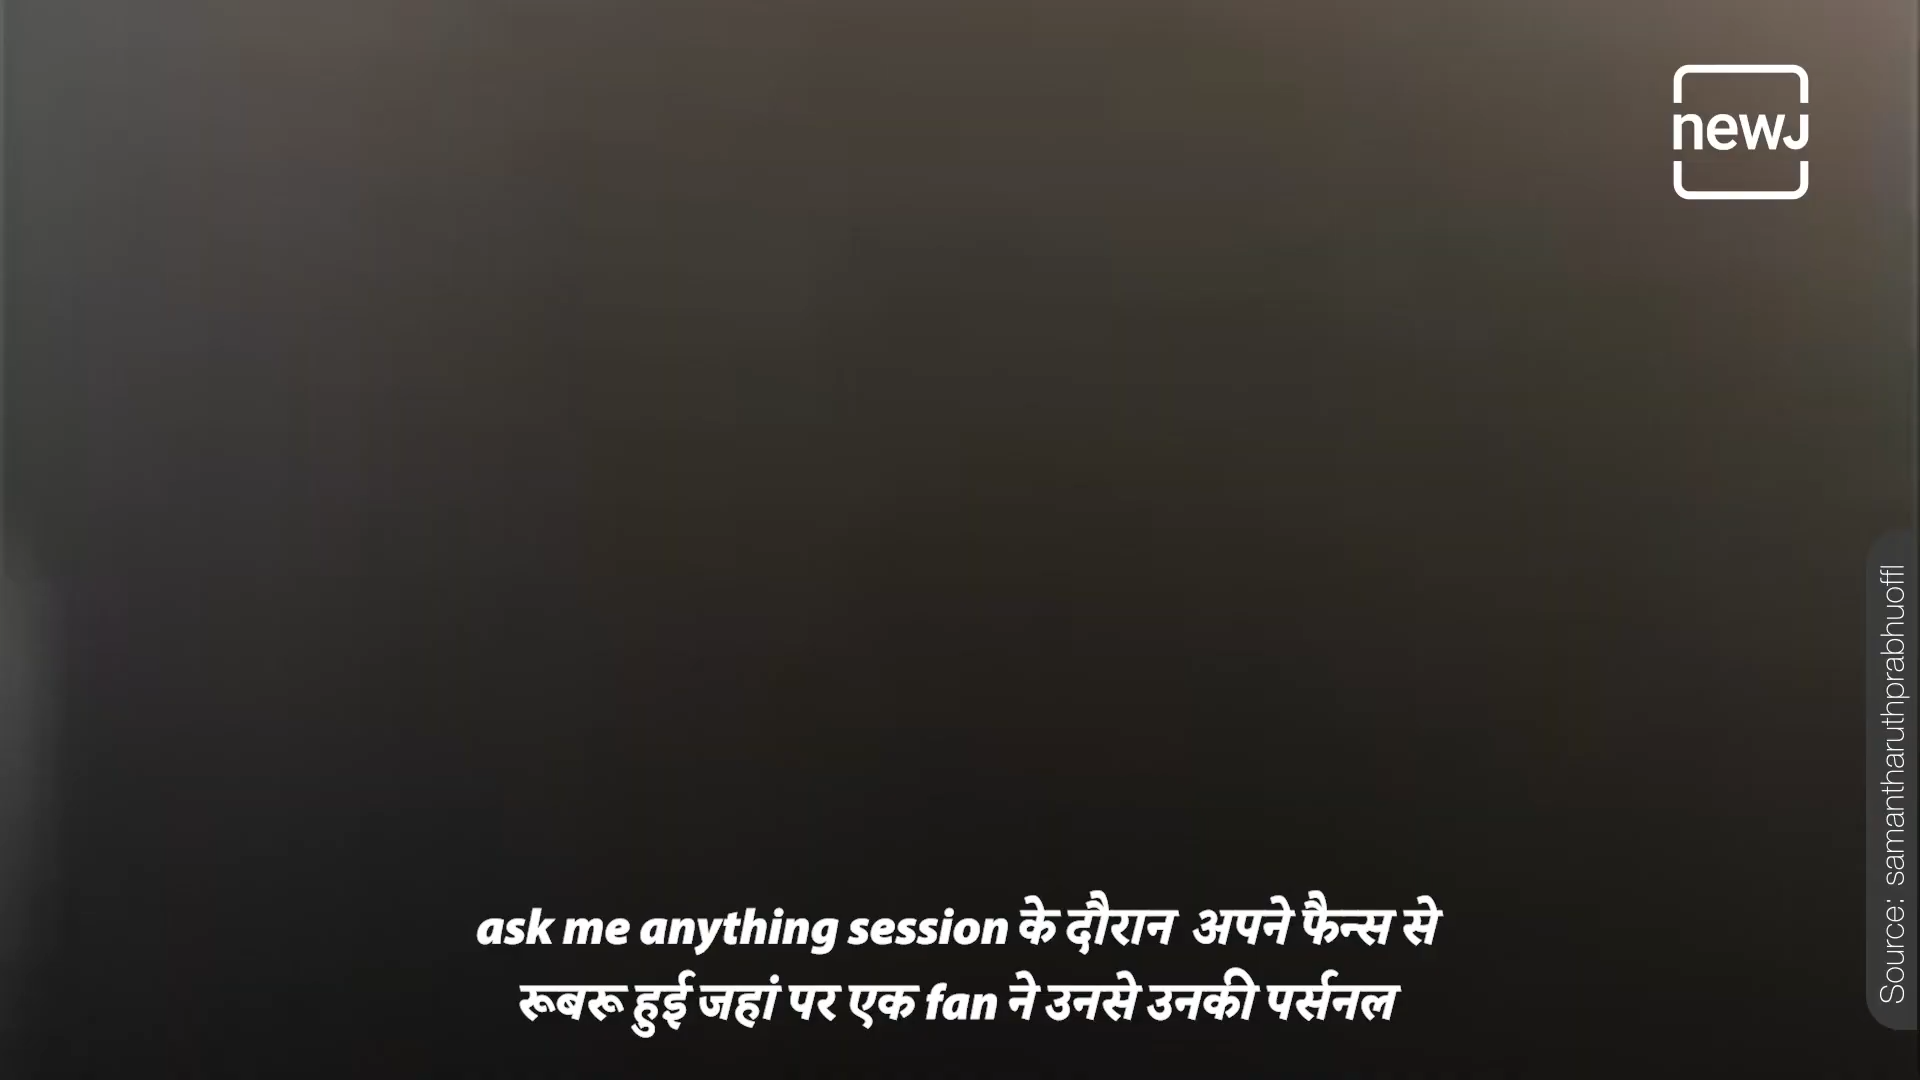 newJ
ask me anything session के दौरान अपने फैन्स से
रूबरू हुई जहां पर एक fan ने उनसे उनकी पर्सनल
Source: samantharuthprabhuoffl